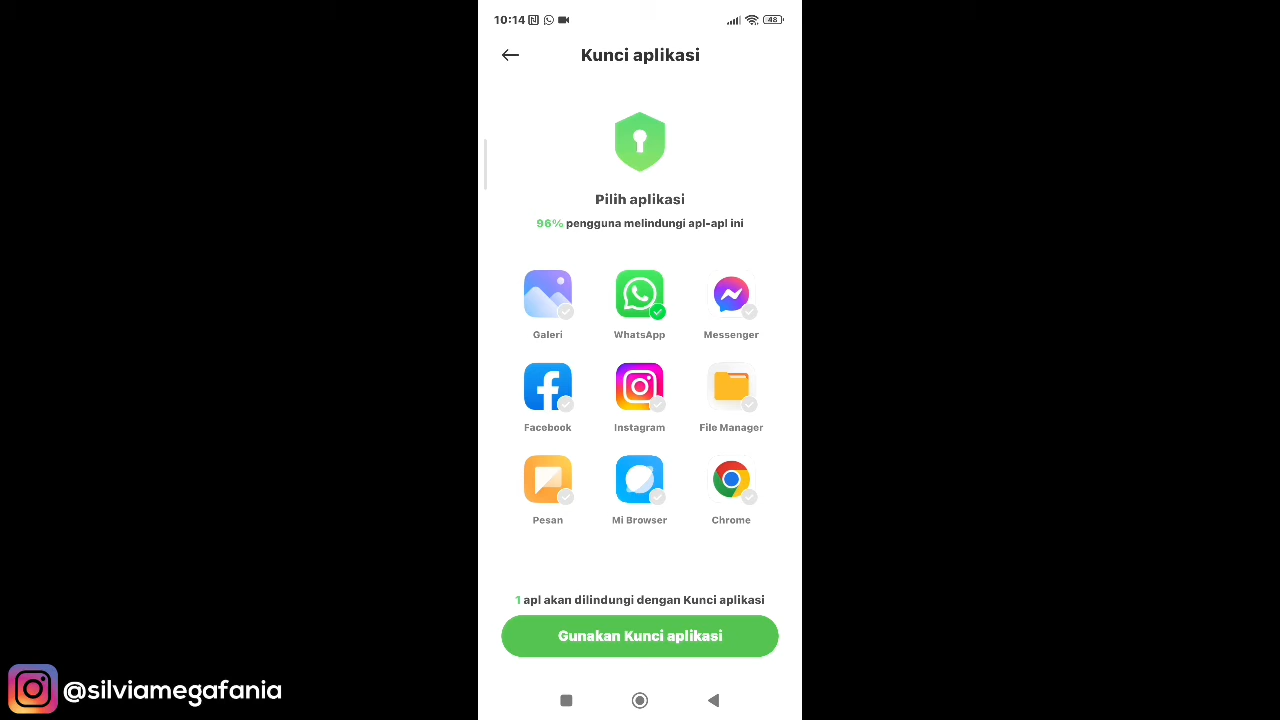 10:14
48
Kunci aplikasi
Pilih aplikasi
96% pengguna melindungi apl-apl ini
Galeri WhatsApp Messenger
Facebook Instagram File Manager
Pesan Mi Browser Chrome
1 apl akan dilindungi dengan Kunci aplikasi
Gunakan Kunci aplikasi
@silviamegafania